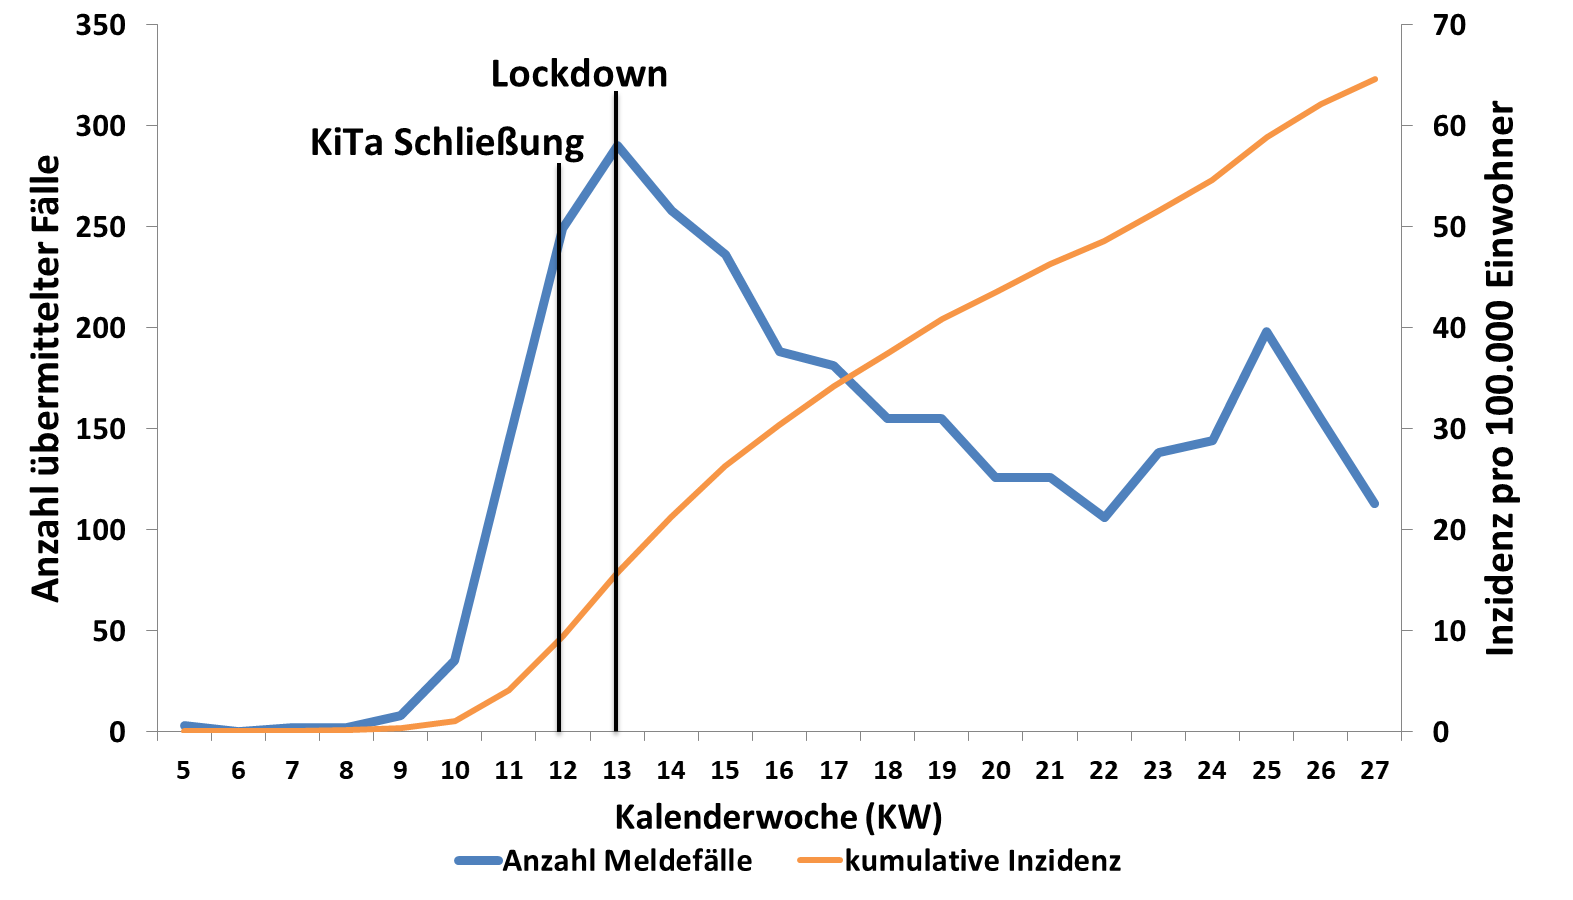 Lockdown
KiTa Schließung
Anzahl übermittelter Fälle
350
300
250
200
150
100
50
0
70
60
50
40
30
20
10
0
Inzidenz pro 100.000 Einwohner
5 6 7 8 9 10 11 12 13 14 15 16 17 18 19 20 21 22 23 24 25 26 27
Kalenderwoche (KW)
Anzahl Meldefälle kumulative Inzidenz